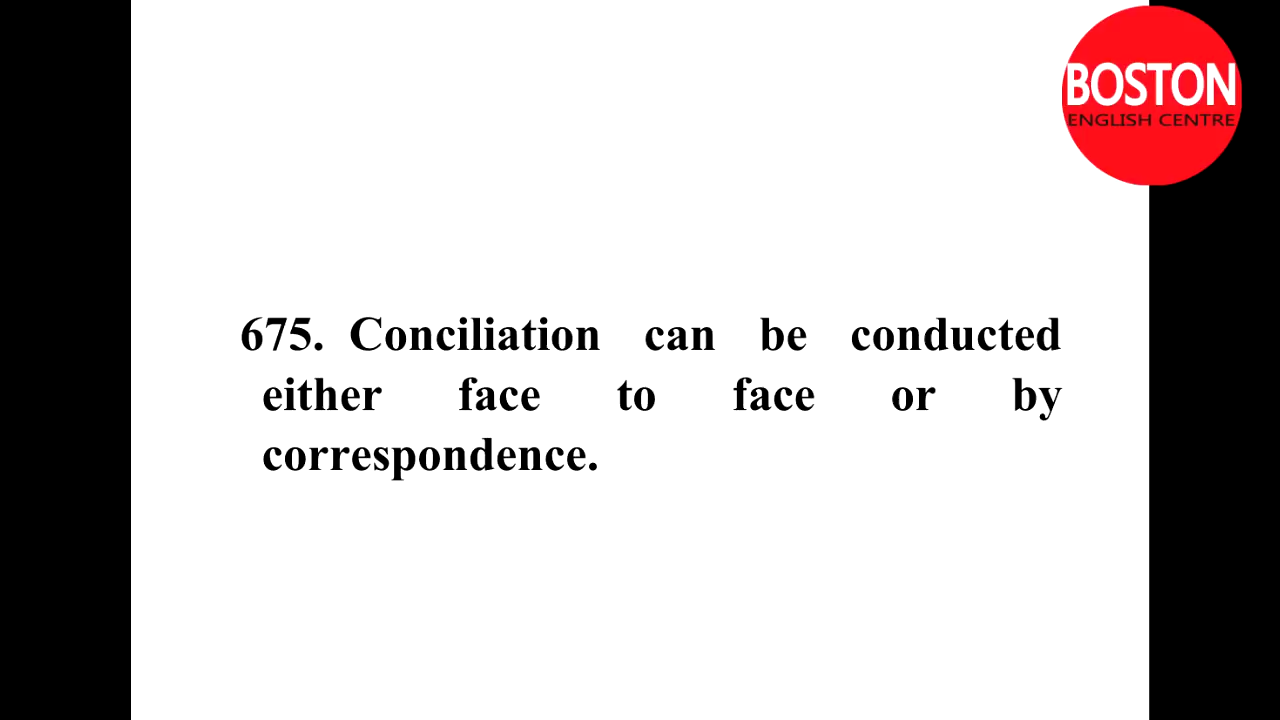 BOSTON
ENGLISH CENTRE
675. Conciliation can be conducted
either face to face or by
correspondence.